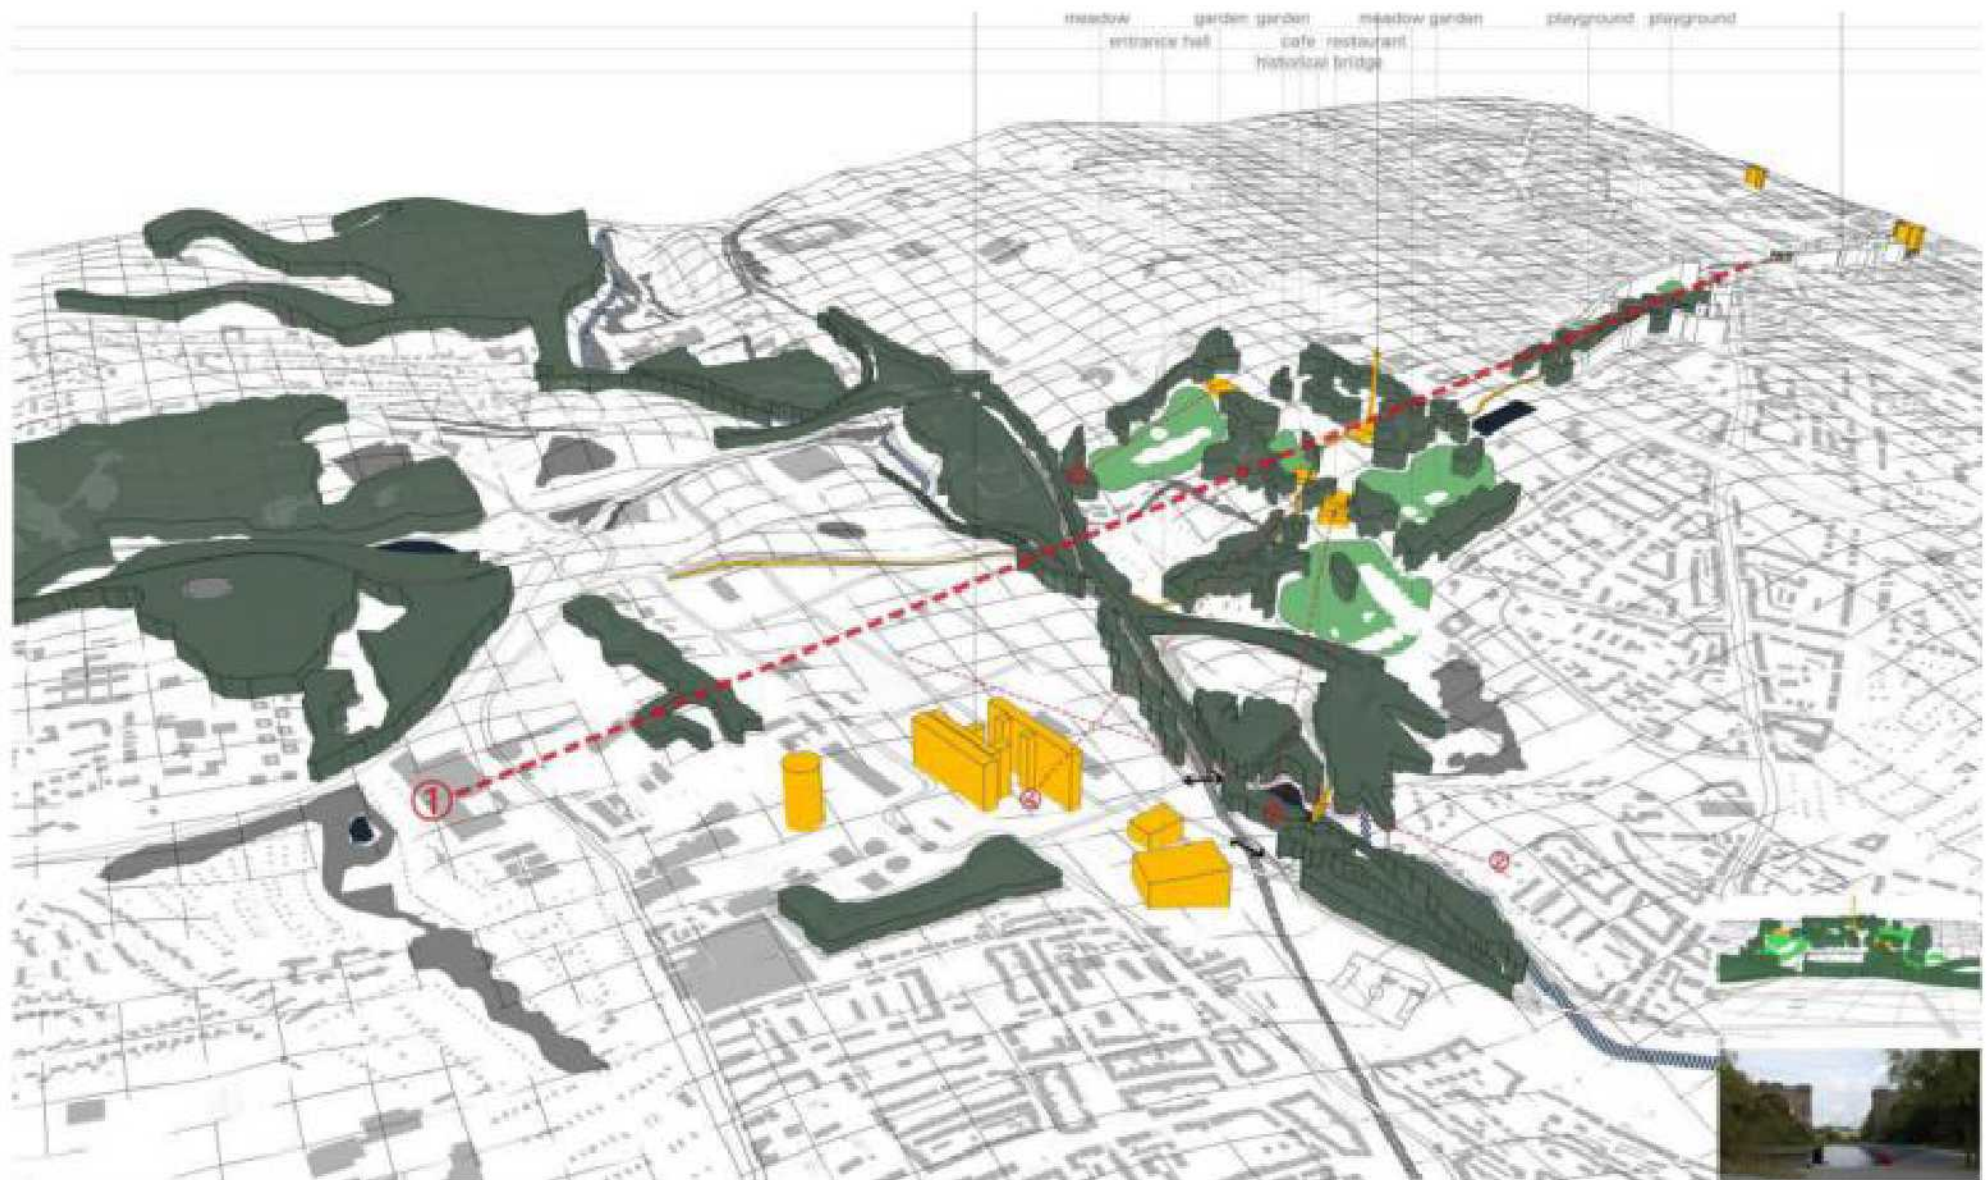 meadow garden garden meadow garden playground playground
entrance hall cafe restaurant
historical bridge
1
2